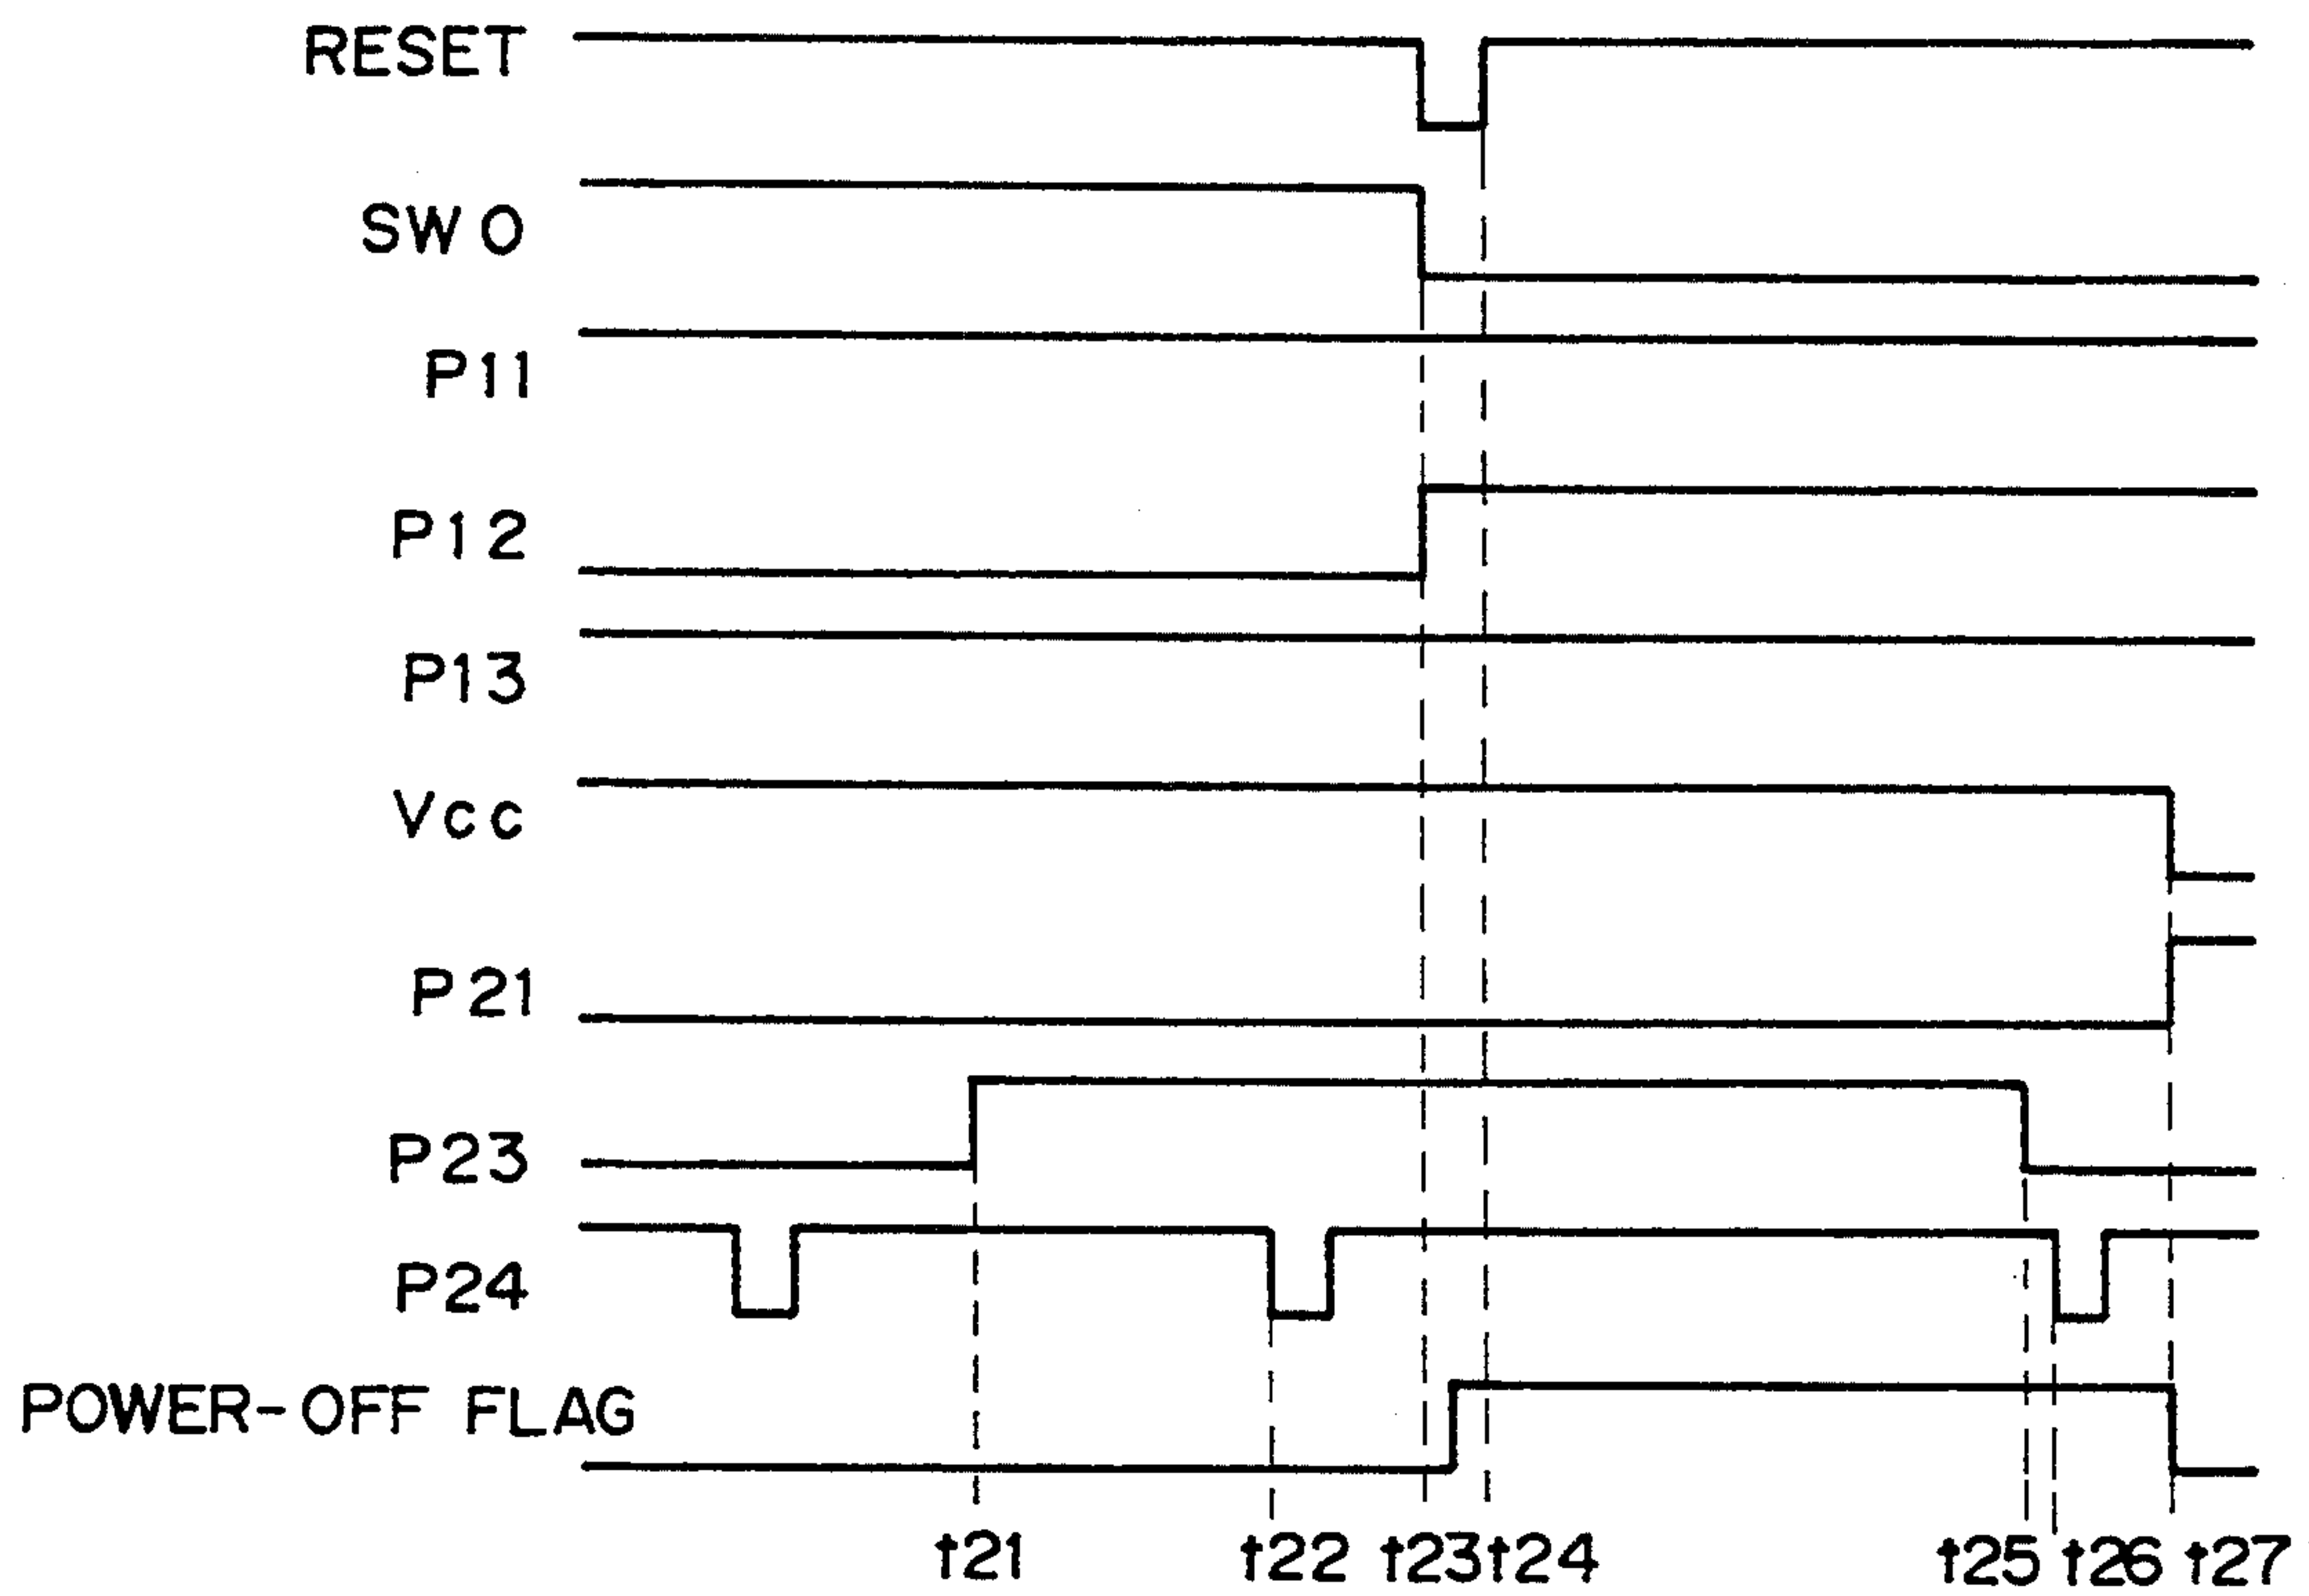 RESET
SW0
P11
P12
P13
Vcc
P21
P23
P24
POWER-OFF FLAG
t21 t22 t23 t24 t25 t26 t27